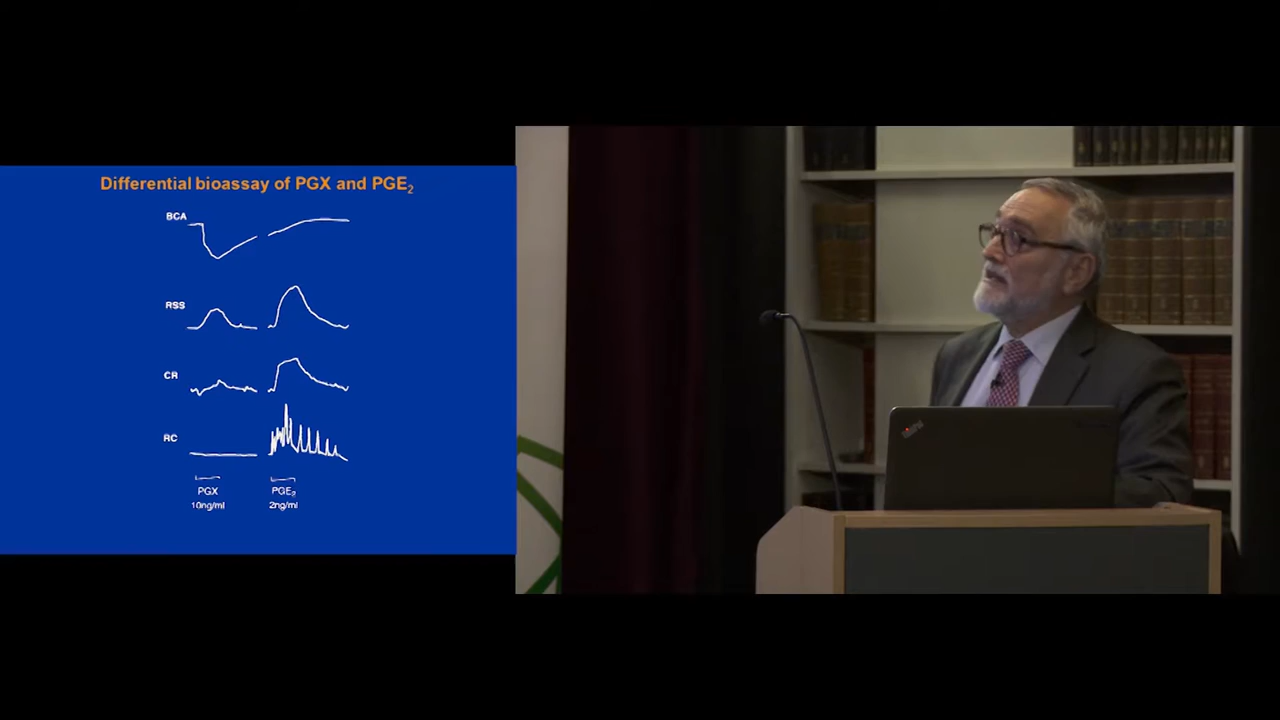 Differential bioassay of PGX and PGE₂
BCA
RSS
CR
RC
PGX PGE₂
10ng/ml 2ng/ml